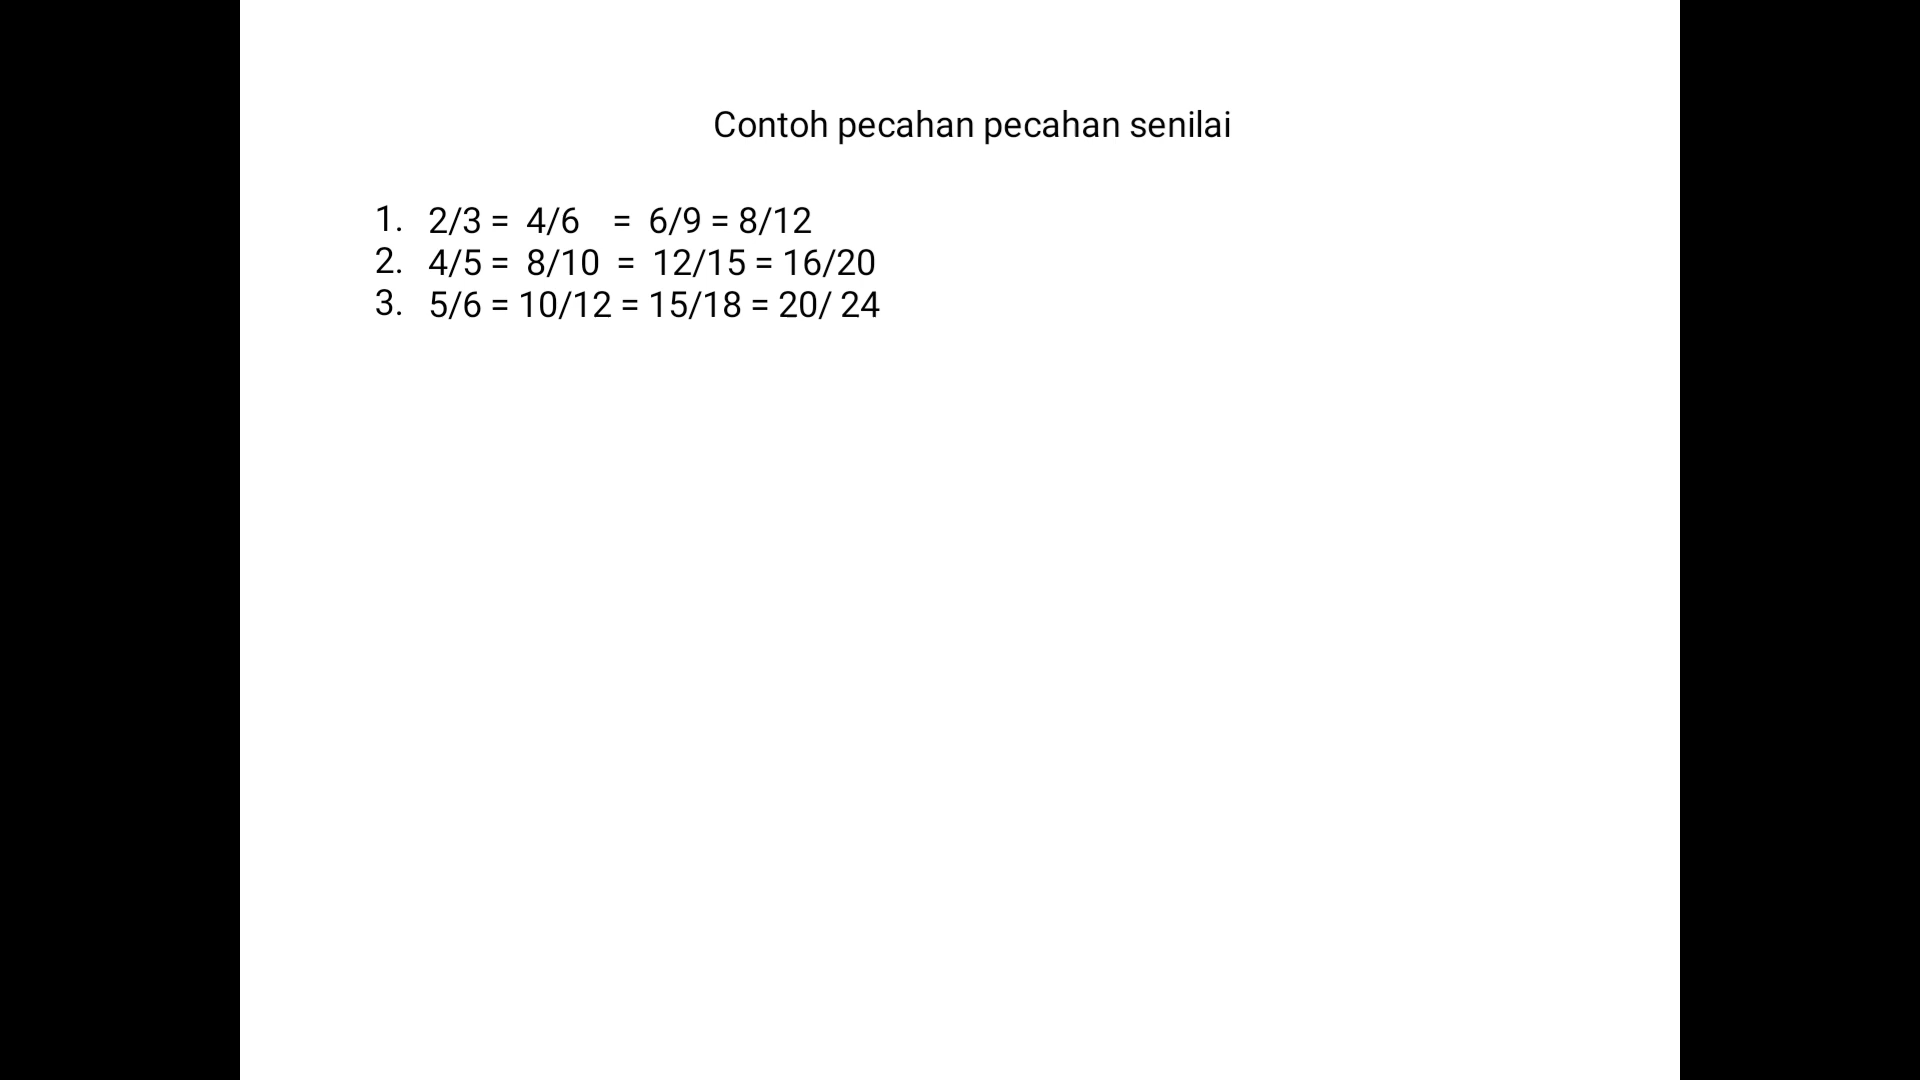 Contoh pecahan pecahan senilai
1. 2/3 = 4/6 = 6/9 = 8/12
2. 4/5 = 8/10 = 12/15 = 16/20
3. 5/6 = 10/12 = 15/18 = 20/ 24